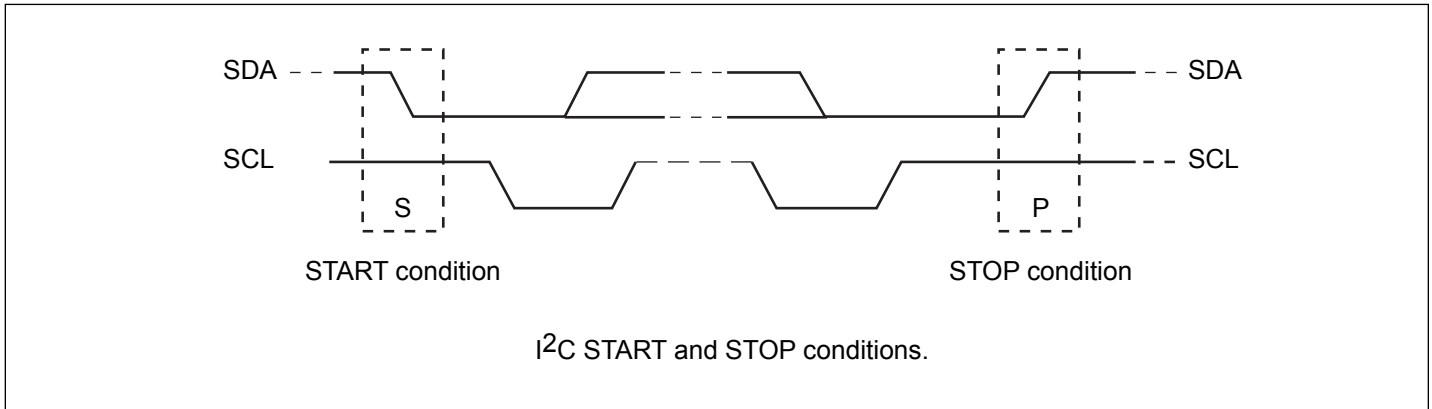 SDA SDA
SCL SCL
S P
START condition STOP condition
I²C START and STOP conditions.